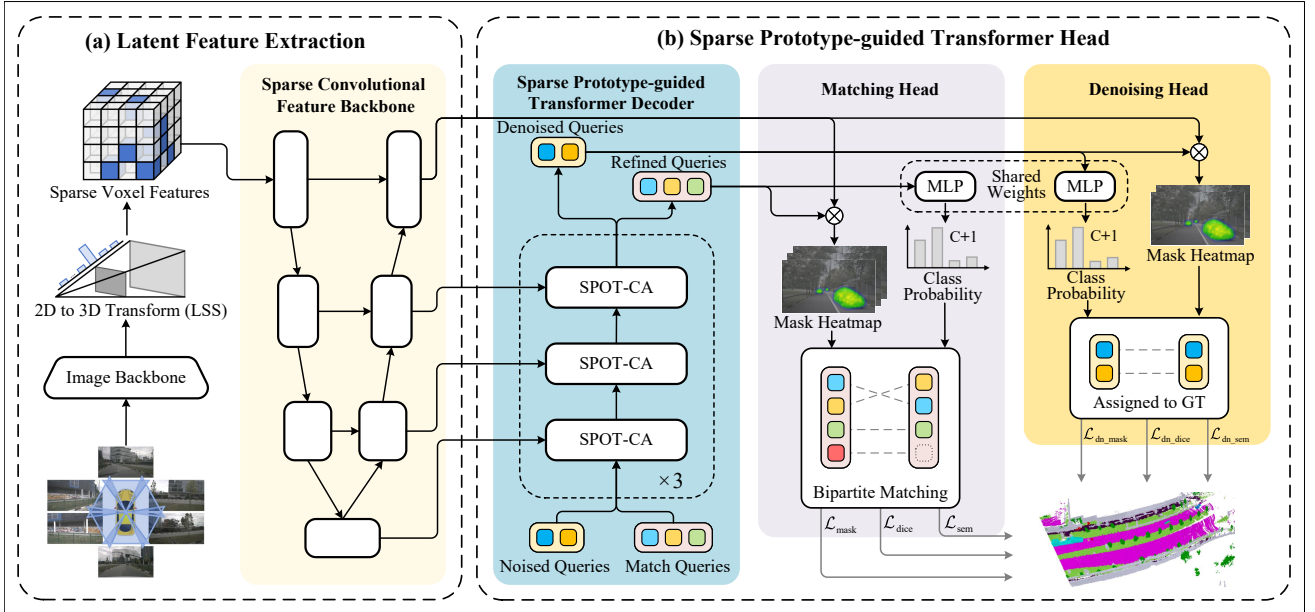 (a) Latent Feature Extraction
Sparse Voxel Features
2D to 3D Transform (LSS)
Image Backbone
Sparse Convolutional
Feature Backbone
(b) Sparse Prototype-guided Transformer Head
Sparse Prototype-guided
Transformer Decoder
Denoised Queries
Refined Queries
SPOT-CA
SPOT-CA
SPOT-CA
×3
Noised Queries
Match Queries
Matching Head
MLP
Shared
Weights
C+1
Class
Probability
Mask Heatmap
Bipartite Matching
ℒmask
ℒdice
ℒsem
Denoising Head
MLP
C+1
Class
Probability
Mask Heatmap
Assigned to GT
ℒdn_mask
ℒdn_dice
ℒdn_sem